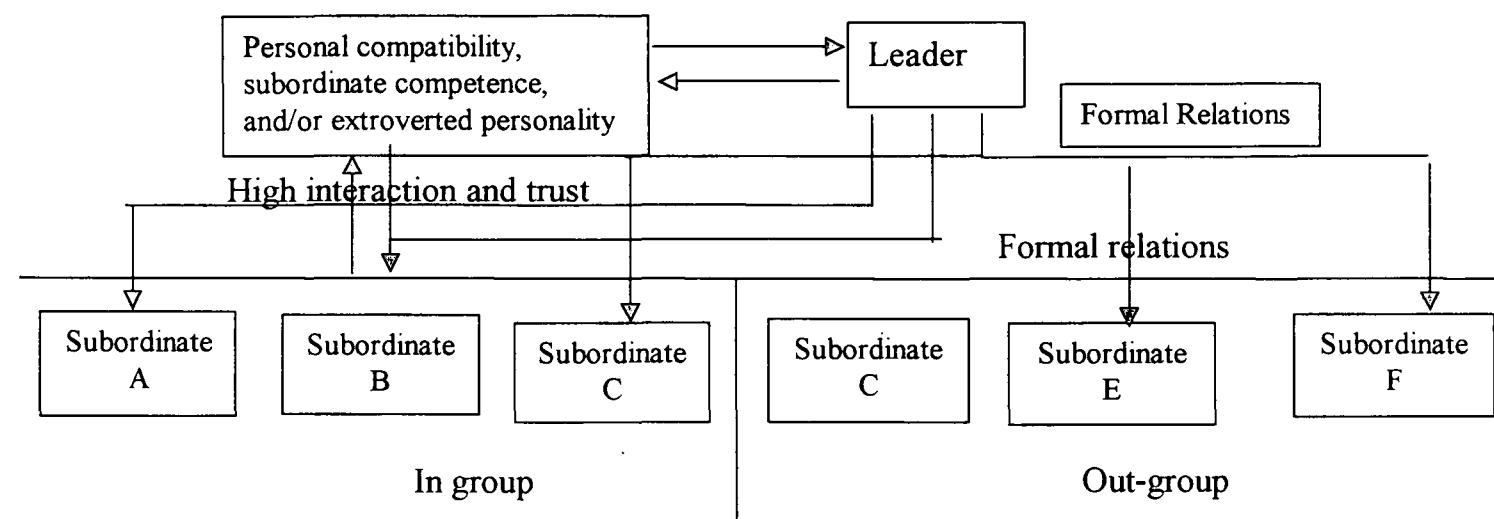 Personal compatibility,
subordinate competence,
and/or extroverted personality
Leader
Formal Relations
High interaction and trust
Formal relations
Subordinate
A
Subordinate
B
Subordinate
C
Subordinate
C
Subordinate
E
Subordinate
F
In group
Out-group